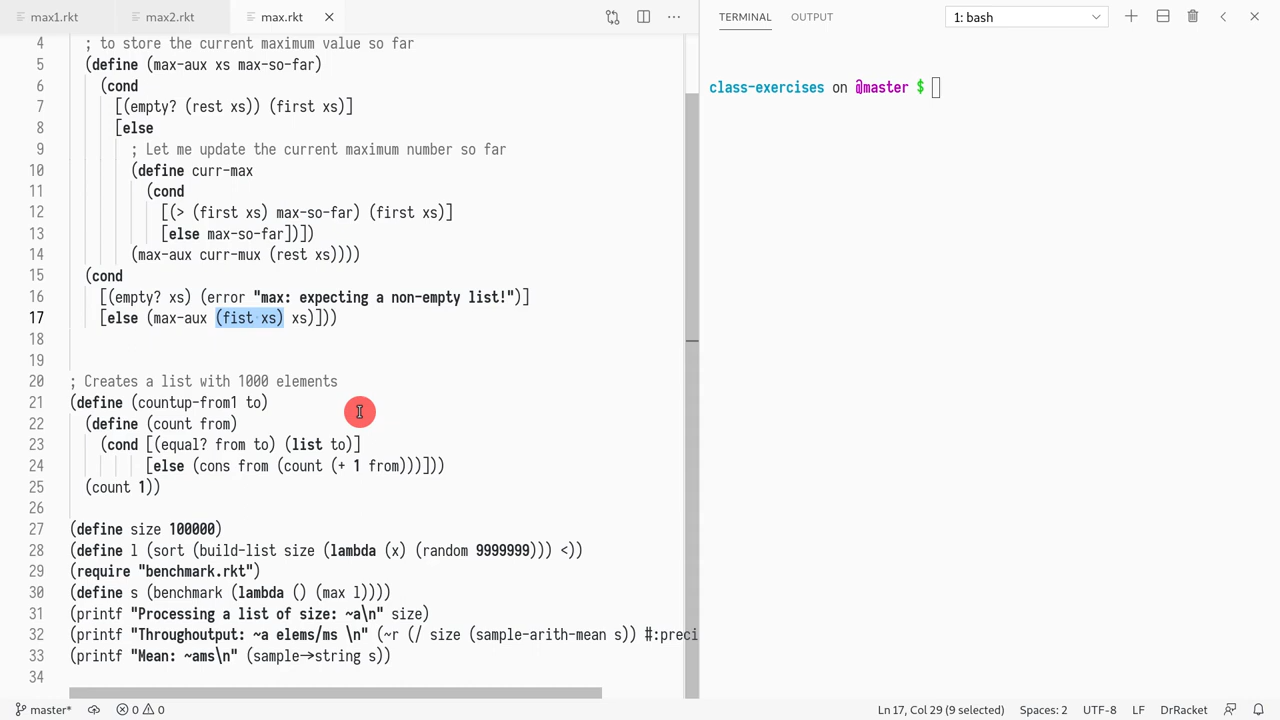 max1.rkt max2.rkt max.rkt
TERMINAL OUTPUT 1: bash
4 ; to store the current maximum value so far
5 (define (max-aux xs max-so-far)
6 (cond
7 [(empty? (rest xs)) (first xs)]
8 [else
9 ; Let me update the current maximum number so far
10 (define curr-max
11 (cond
12 [(> (first xs) max-so-far) (first xs)]
13 [else max-so-far])])
14 (max-aux curr-mux (rest xs))))
15 (cond
16 [(empty? xs) (error "max: expecting a non-empty list!")]
17 [else (max-aux (fist xs) xs)]))
18
19
20 ; Creates a list with 1000 elements
21 (define (countup-from1 to)
22 (define (count from)
23 (cond [(equal? from to) (list to)]
24 [else (cons from (count (+ 1 from)))]))
25 (count 1))
26
27 (define size 100000)
28 (define l (sort (build-list size (lambda (x) (random 9999999))) <))
29 (require "benchmark.rkt")
30 (define s (benchmark (lambda () (max l))))
31 (printf "Processing a list of size: ~a\n" size)
32 (printf "Throughoutput: ~a elems/ms \n" (~r (/ size (sample-arith-mean s)) #:preci
33 (printf "Mean: ~ams\n" (sample->string s))
34
class-exercises on @master $
master* 0 0 Ln 17, Col 29 (9 selected) Spaces: 2 UTF-8 LF DrRacket